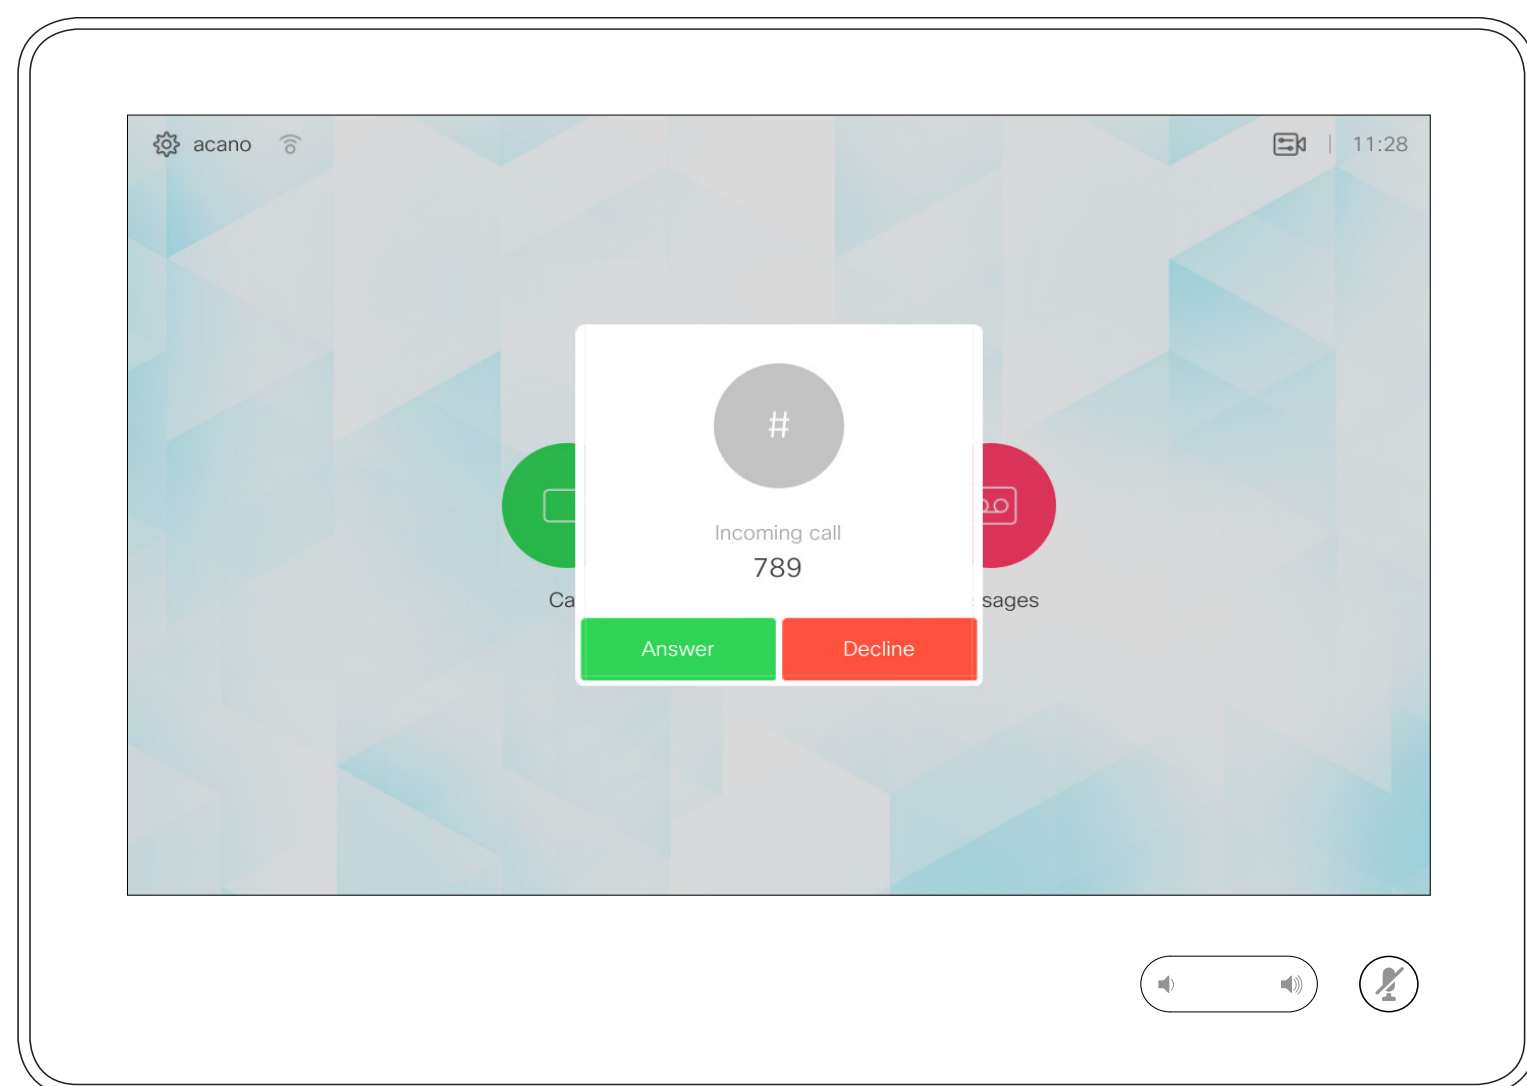 acano
11:28
#
Incoming call
789
Ca
sages
Answer
Decline